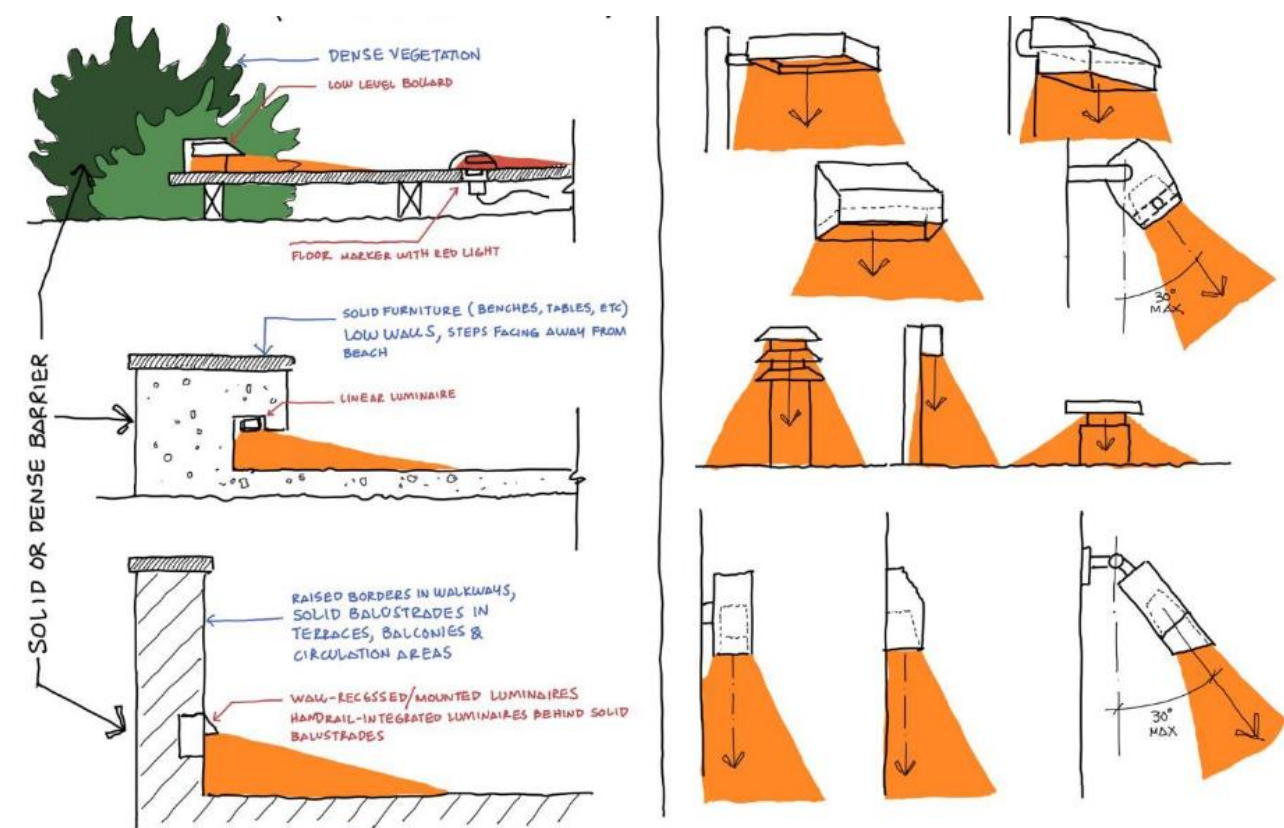 DENSE VEGETATION
LOW LEVEL BOLLARD
FLOOR MARKER WITH RED LIGHT
SOLID OR DENSE BARRIER
SOLID FURNITURE (BENCHES, TABLES, ETC)
LOW WALLS, STEPS FACING AWAY FROM
BEACH
LINEAR LUMINAIRE
RAISED BORDERS IN WALKWAYS,
SOLID BALUSTRADES IN
TERRACES, BALCONIES &
CIRCULATION AREAS
WALL-RECESSED/MOUNTED LUMINAIRES
HANDRAIL-INTEGRATED LUMINAIRES BEHIND SOLID
BALUSTRADES
30°
MAX
30°
MAX